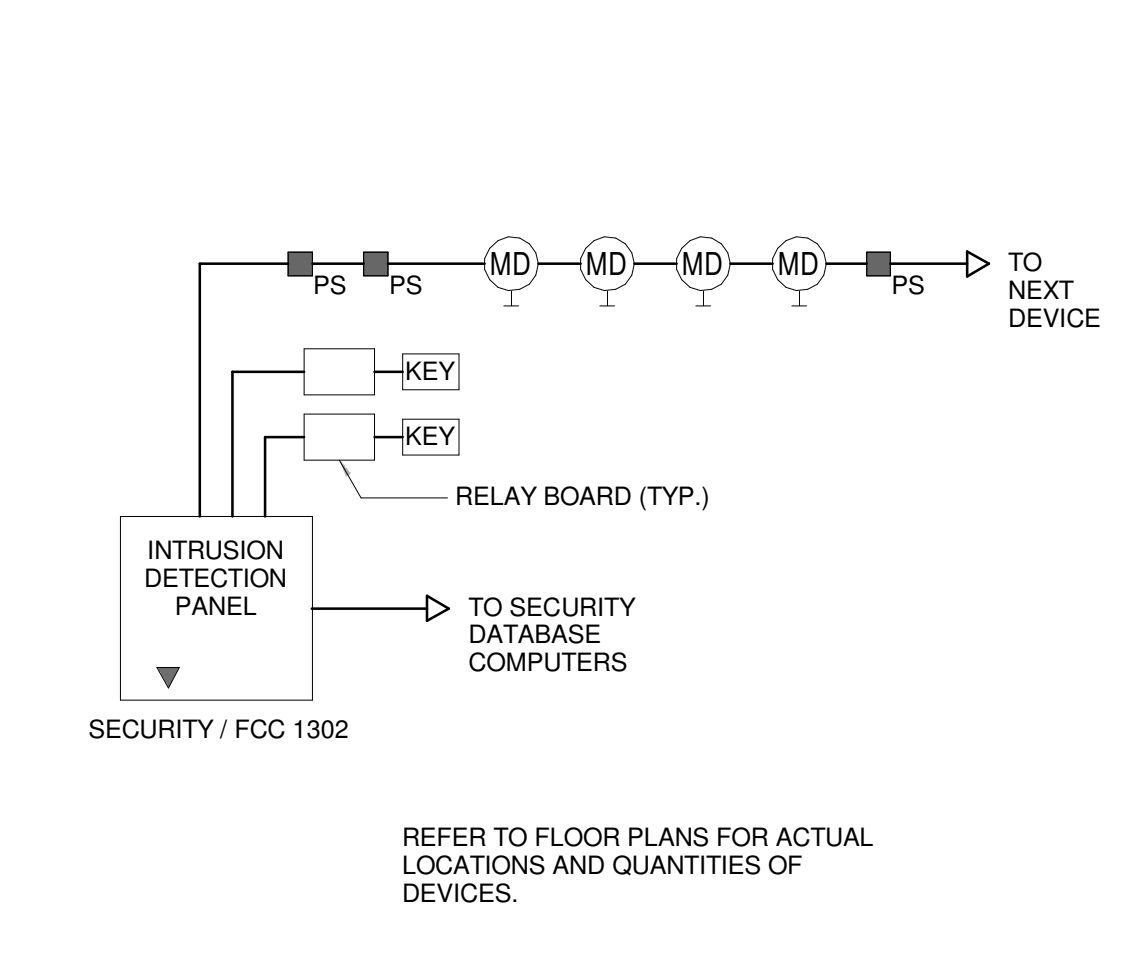 MD MD MD MD
PS PS PS
TO
NEXT
DEVICE
KEY
KEY
RELAY BOARD (TYP.)
INTRUSION
DETECTION
PANEL
TO SECURITY
DATABASE
COMPUTERS
SECURITY / FCC 1302
REFER TO FLOOR PLANS FOR ACTUAL
LOCATIONS AND QUANTITIES OF
DEVICES.